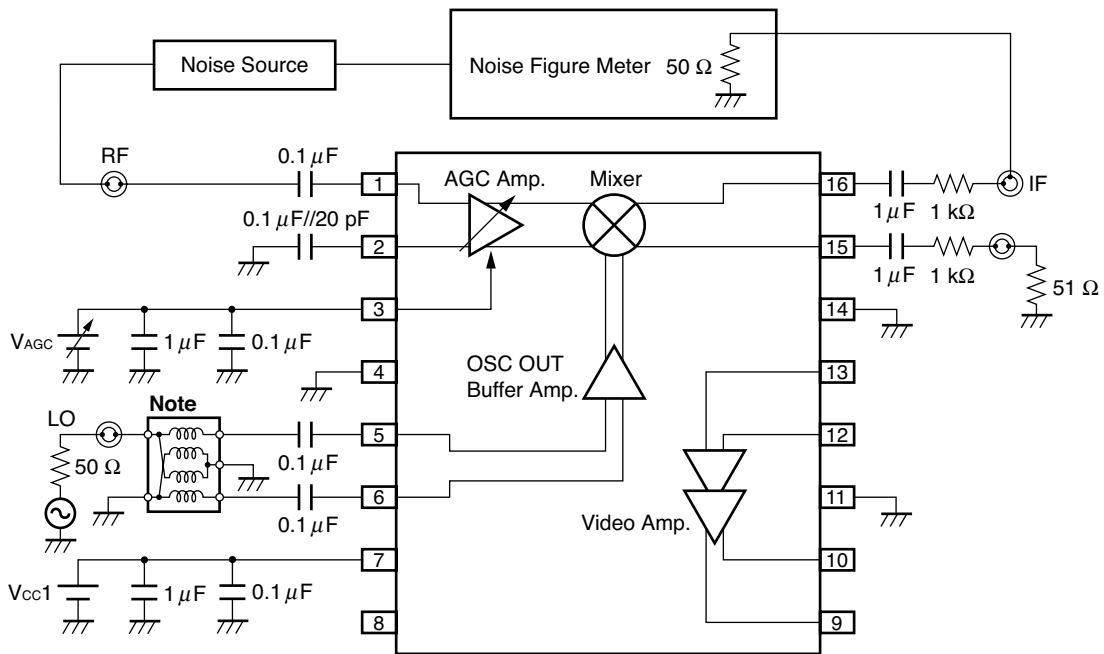 Noise Source
Noise Figure Meter
50 Ω
RF
0.1 µF
1
AGC Amp.
Mixer
16
1 µF
1 kΩ
IF
0.1 µF//20 pF
2
15
1 µF
1 kΩ
51 Ω
3
14
VAGC
1 µF
0.1 µF
4
OSC OUT
Buffer Amp.
13
Note
LO
50 Ω
5
0.1 µF
12
6
0.1 µF
11
Video Amp.
7
10
VCC1
1 µF
0.1 µF
8
9